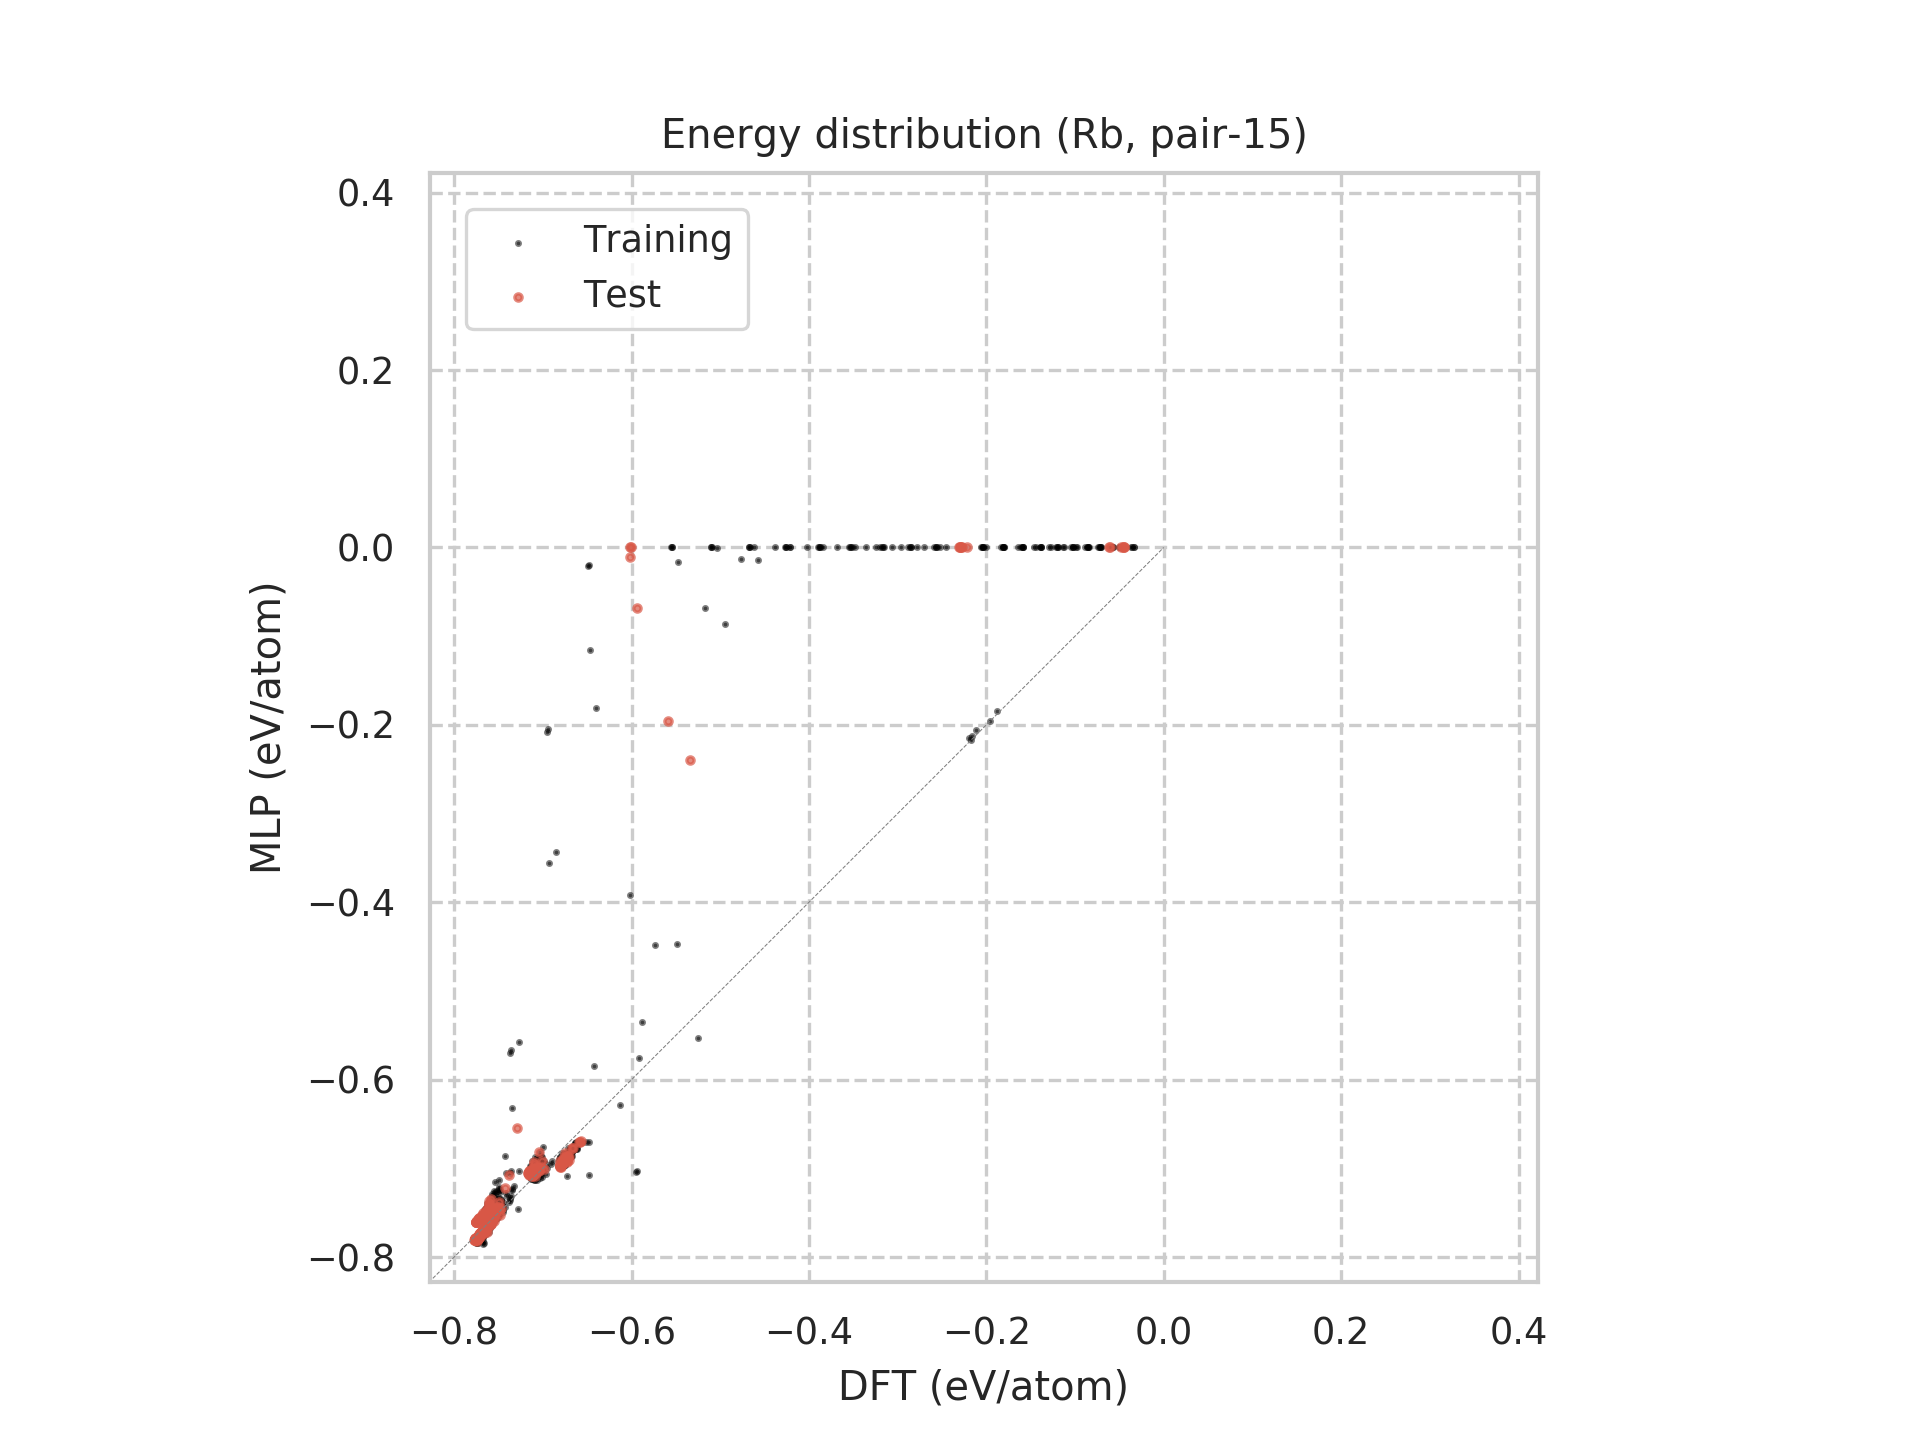 Energy distribution (Rb, pair-15)
Training
Test
0.4
0.2
0.0
−0.2
−0.4
−0.6
−0.8
MLP (eV/atom)
−0.8 −0.6 −0.4 −0.2 0.0 0.2 0.4
DFT (eV/atom)